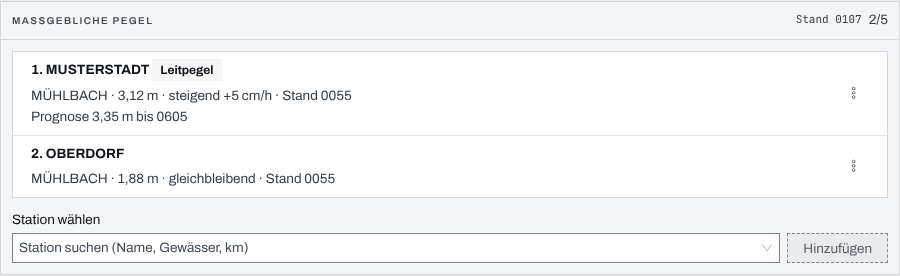 MASSGEBLICHE PEGEL
Stand 0107 2/5
1. MUSTERSTADT Leitpegel
MÜHLBACH · 3,12 m · steigend +5 cm/h · Stand 0055
Prognose 3,35 m bis 0605
2. OBERDORF
MÜHLBACH · 1,88 m · gleichbleibend · Stand 0055
Station wählen
Station suchen (Name, Gewässer, km)
Hinzufügen